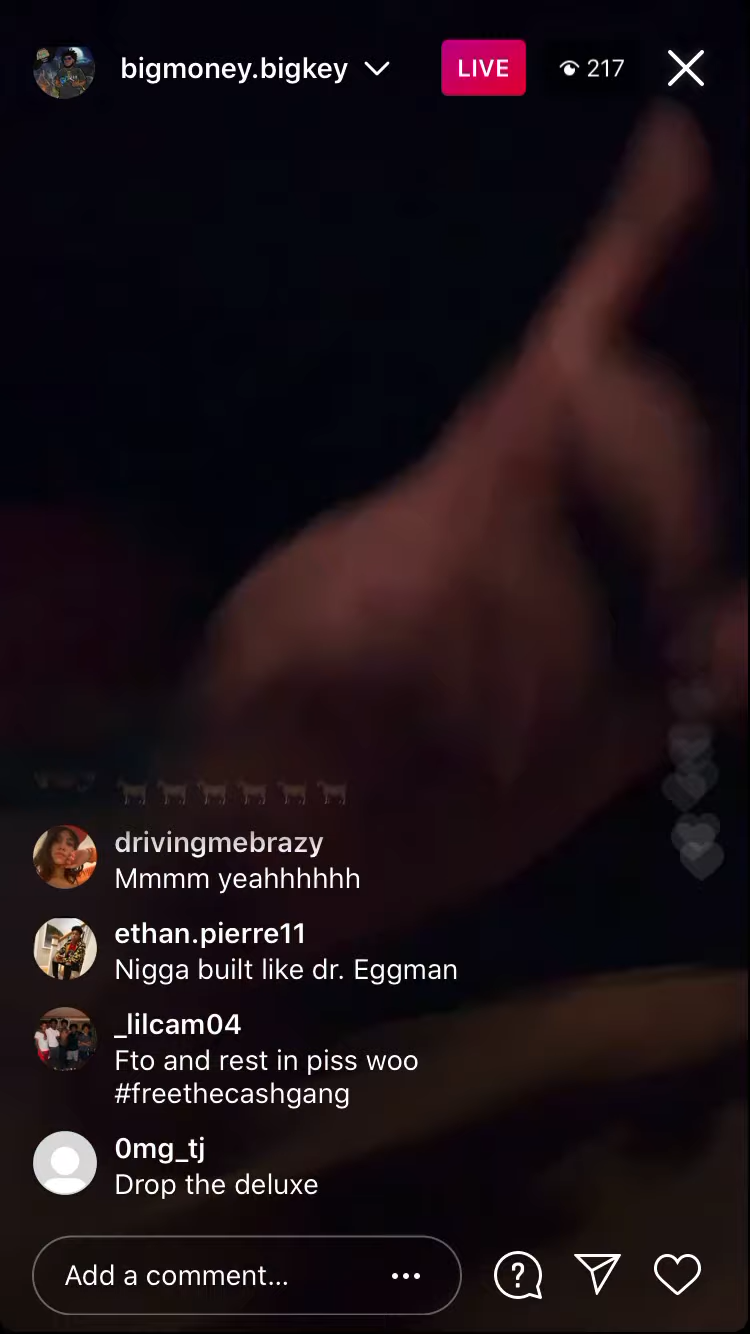 bigmoney.bigkey
LIVE
217
drivingmebrazy
Mmmm yeahhhhhh
ethan.pierre11
Nigga built like dr. Eggman
_lilcam04
Fto and rest in piss woo
#freethecashgang
0mg_tj
Drop the deluxe
Add a comment...